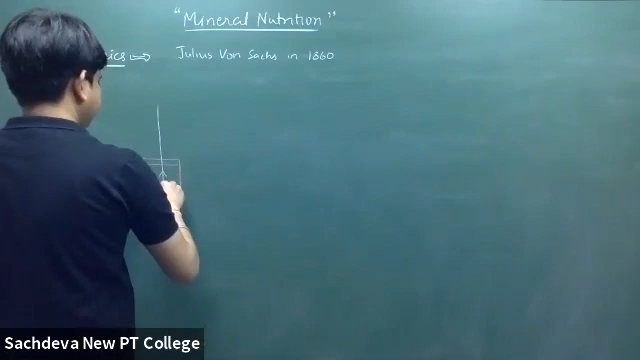 "Mineral Nutrition"
ics ⇒ Julius Von Sachs in 1860
Sachdeva New PT College